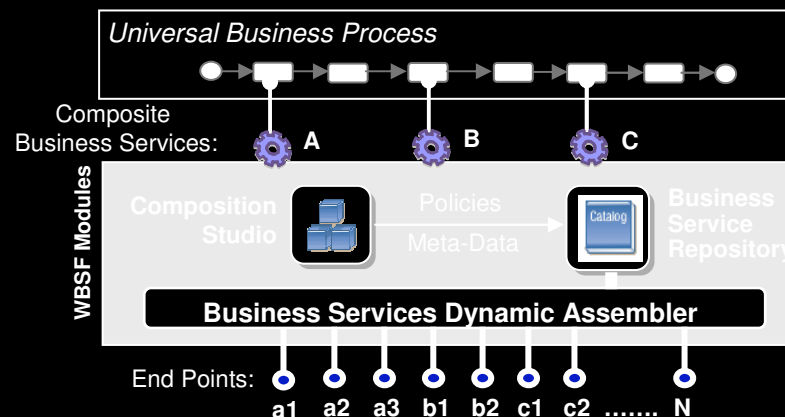 Universal Business Process
Composite
Business Services:
A
B
C
WBSF Modules
Composition
Studio
Policies
Meta-Data
Catalog
Business
Service
Repository
Business Services Dynamic Assembler
End Points:
a1 a2 a3 b1 b2 c1 c2 ....... N